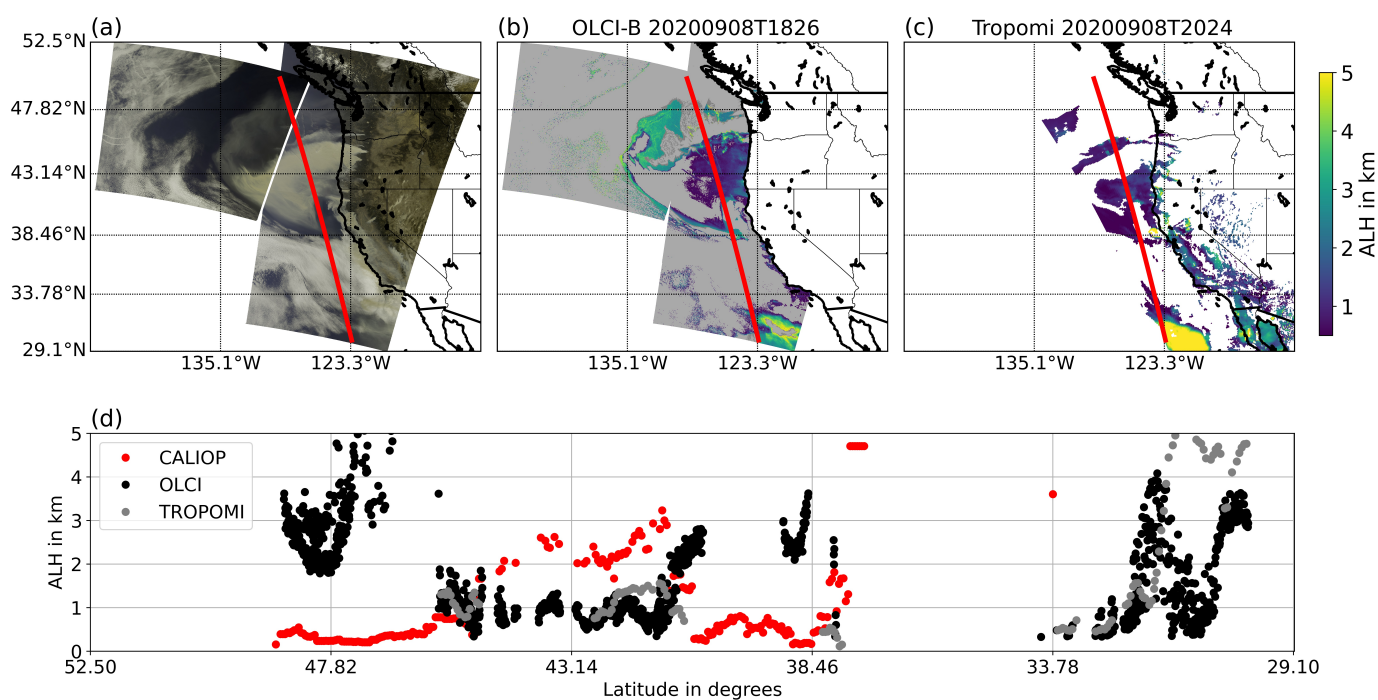 (a)
(b)
OLCI-B 20200908T1826
(c)
Tropomi 20200908T2024
52.5°N
47.82°N
43.14°N
38.46°N
33.78°N
29.1°N
135.1°W
123.3°W
135.1°W
123.3°W
135.1°W
123.3°W
5
4
3
2
1
ALH in km
(d)
CALIOP
OLCI
TROPOMI
5
4
3
2
1
0
ALH in km
52.50
47.82
43.14
38.46
33.78
29.10
Latitude in degrees